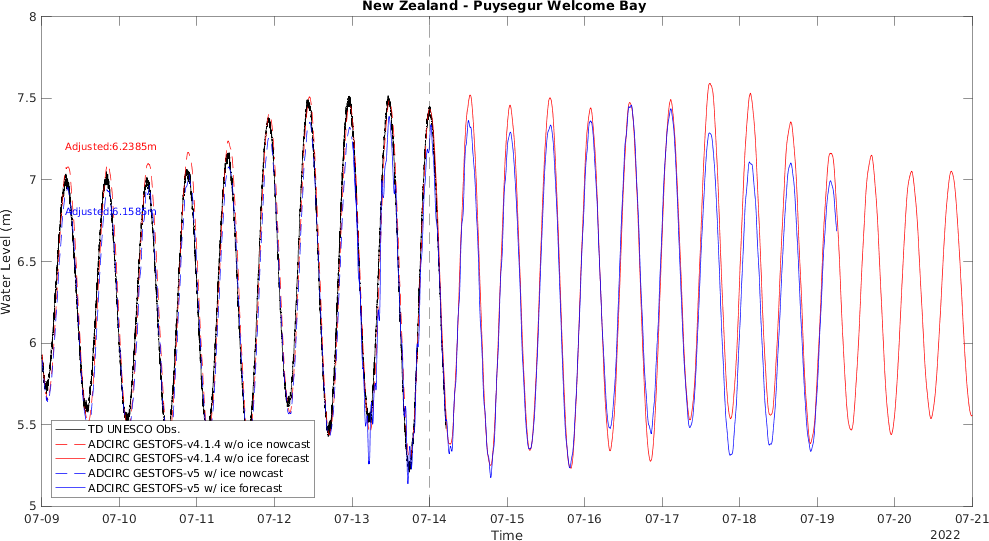 New Zealand - Puysegur Welcome Bay
8
7.5
7
6.5
6
5.5
5
Water Level (m)
Adjusted:6.2385m
Adjusted:6.1585m
TD UNESCO Obs.
ADCIRC GESTOFS-v4.1.4 w/o ice nowcast
ADCIRC GESTOFS-v4.1.4 w/o ice forecast
ADCIRC GESTOFS-v5 w/ ice nowcast
ADCIRC GESTOFS-v5 w/ ice forecast
07-09 07-10 07-11 07-12 07-13 07-14 07-15 07-16 07-17 07-18 07-19 07-20 07-21
Time
2022